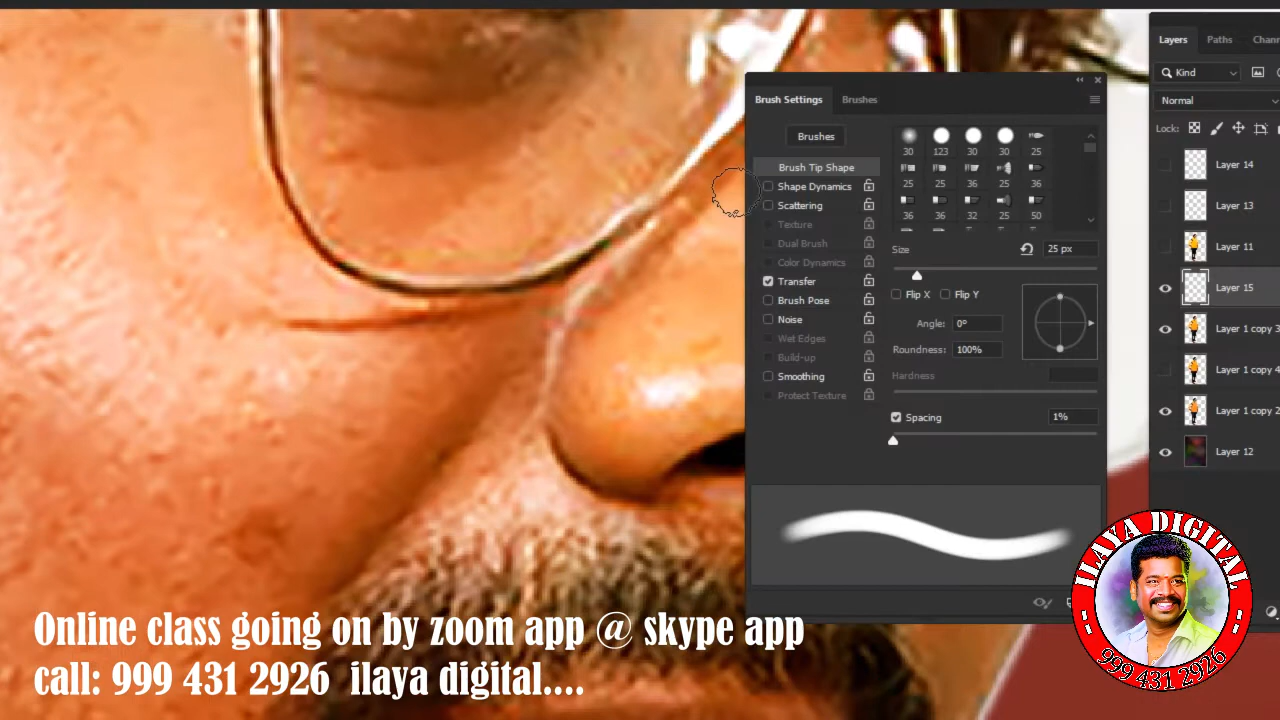 Layers Paths Chann
Kind
Normal
Lock:
Layer 14
Layer 13
Layer 11
Layer 15
Layer 1 copy 3
Layer 1 copy 4
Layer 1 copy 2
Layer 12
Brush Settings Brushes
Brushes
Brush Tip Shape
Shape Dynamics
Scattering
Texture
Dual Brush
Color Dynamics
Transfer
Brush Pose
Noise
Wet Edges
Build-up
Smoothing
Protect Texture
30 123 30 30 25
25 25 36 25 36
36 36 32 25 50
Size 25 px
Flip X Flip Y
Angle: 0°
Roundness: 100%
Hardness
Spacing 1%
Online class going on by zoom app @ skype app
call: 999 431 2926 ilaya digital....
- ILAYA DIGITAL -
999 431 2926